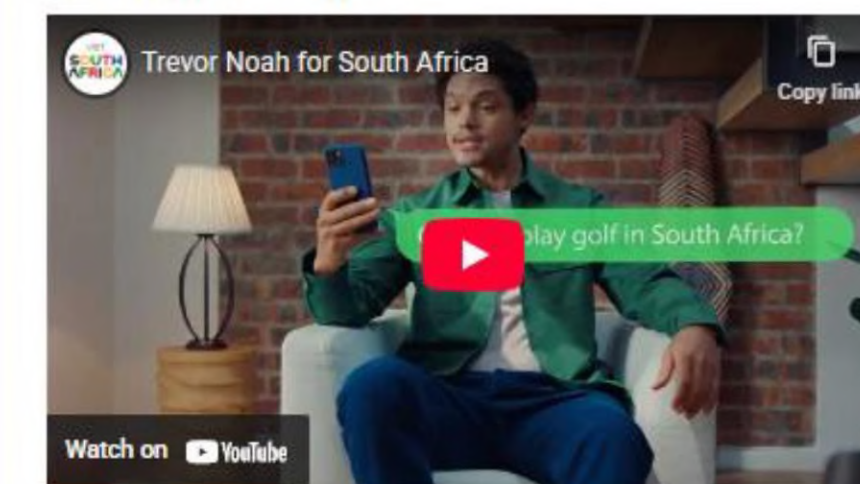 VISIT
SOUTH
AFRICA
Trevor Noah for South Africa
Copy link
play golf in South Africa?
Watch on YouTube